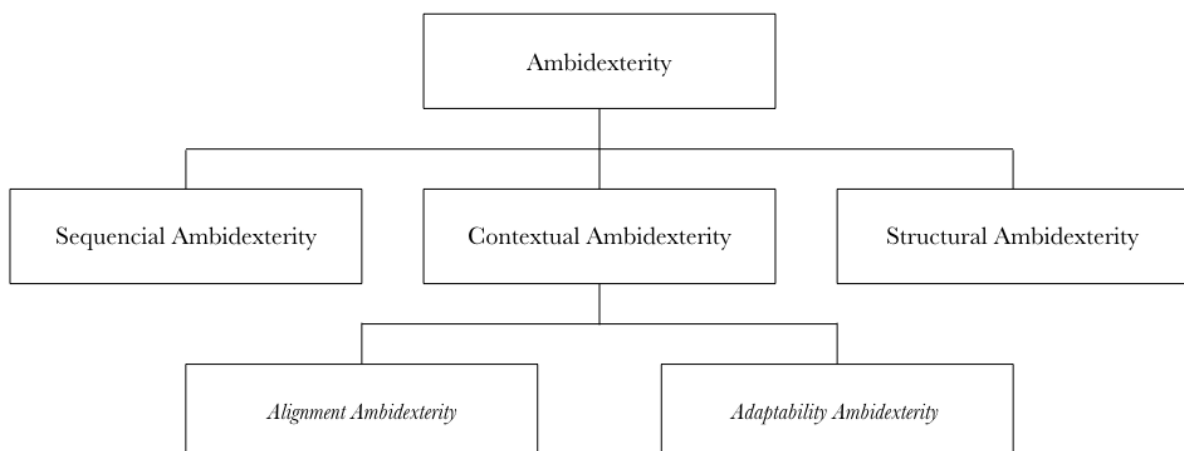 Ambidexterity
Sequencial Ambidexterity
Contextual Ambidexterity
Structural Ambidexterity
Alignment Ambidexterity
Adaptability Ambidexterity